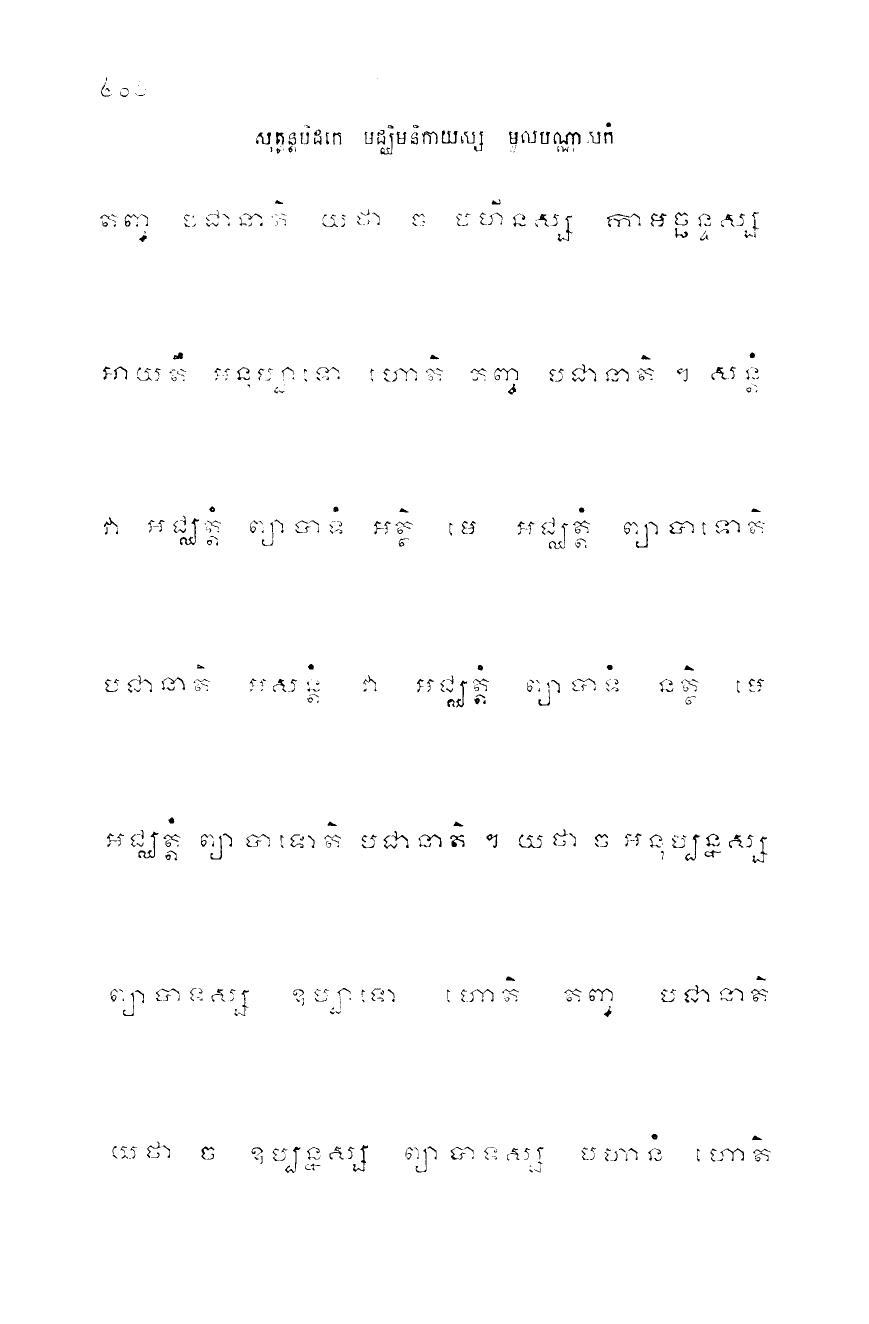 សុត្តន្តបិដកេ មជ្ឈិមនិកាយស្ស មូលបណ្ណាសកំ
តញ្ច បជានាតិ យថា ច បហីនស្ស កាមច្ឆន្ទស្ស
អាយតឹ អនុប្បាទោ ហោតិ តញ្ច បជានាតិ ។ សន្តំ
វា អជ្ឈត្តំ ព្យាបាទំ អត្ថិ មេ អជ្ឈត្តំ ព្យាបាទោតិ
បជានាតិ អសន្តំ វា អជ្ឈត្តំ ព្យាបាទំ នត្ថិ មេ
អជ្ឈត្តំ ព្យាបាទោតិ បជានាតិ ។ យថា ច អនុប្បន្នស្ស
ព្យាបាទស្ស ឧប្បាទោ ហោតិ តញ្ច បជានាតិ
យថា ច ឧប្បន្នស្ស ព្យាបាទស្ស បហានំ ហោតិ